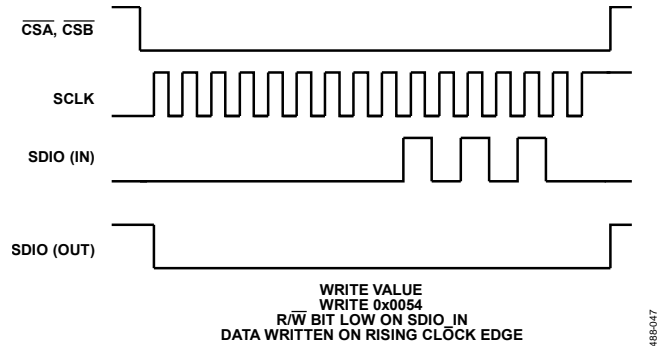 CSA, CSB
SCLK
SDIO (IN)
SDIO (OUT)
WRITE VALUE
WRITE 0x0054
R/W BIT LOW ON SDIO_IN
DATA WRITTEN ON RISING CLOCK EDGE
488-047